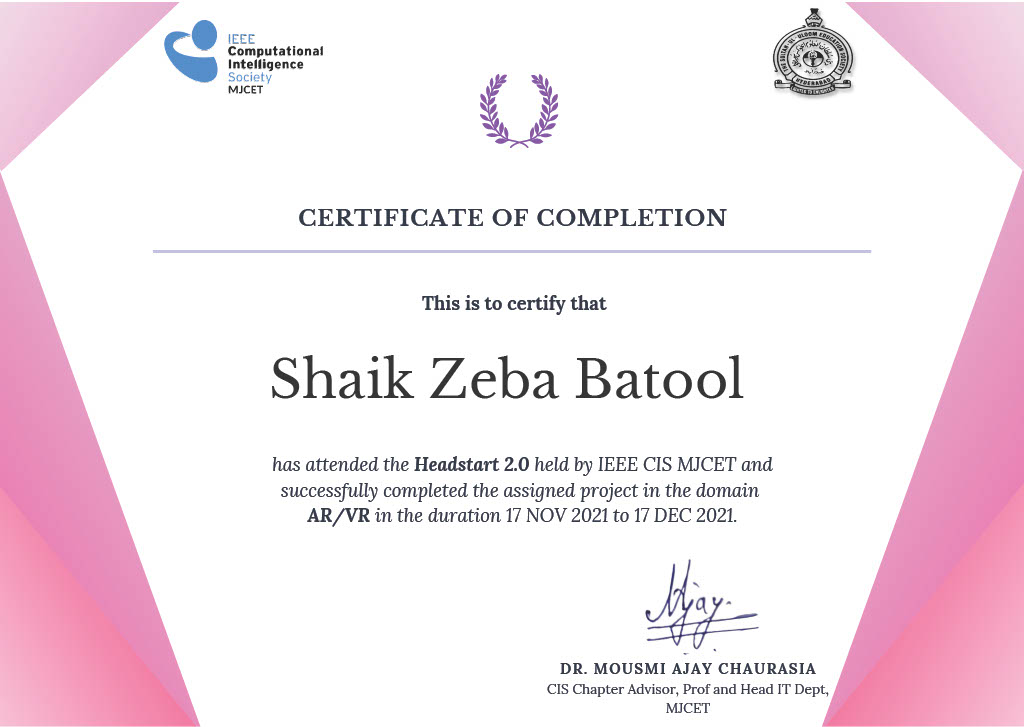 IEEE
Computational
Intelligence
Society
MJCET
HYDERABAD
CERTIFICATE OF COMPLETION
This is to certify that
Shaik Zeba Batool
has attended the Headstart 2.0 held by IEEE CIS MJCET and
successfully completed the assigned project in the domain
AR/VR in the duration 17 NOV 2021 to 17 DEC 2021.
DR. MOUSMI AJAY CHAURASIA
CIS Chapter Advisor, Prof and Head IT Dept,
MJCET